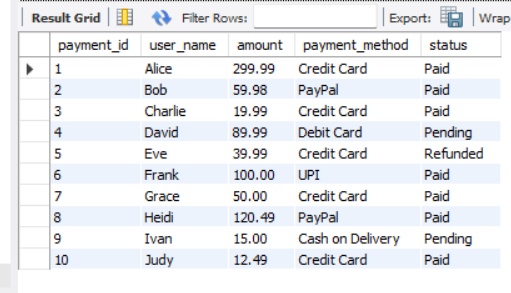 Result Grid Filter Rows: Export: Wrap
payment_id user_name amount payment_method status
1 Alice 299.99 Credit Card Paid
2 Bob 59.98 PayPal Paid
3 Charlie 19.99 Credit Card Paid
4 David 89.99 Debit Card Pending
5 Eve 39.99 Credit Card Refunded
6 Frank 100.00 UPI Paid
7 Grace 50.00 Credit Card Paid
8 Heidi 120.49 PayPal Paid
9 Ivan 15.00 Cash on Delivery Pending
10 Judy 12.49 Credit Card Paid